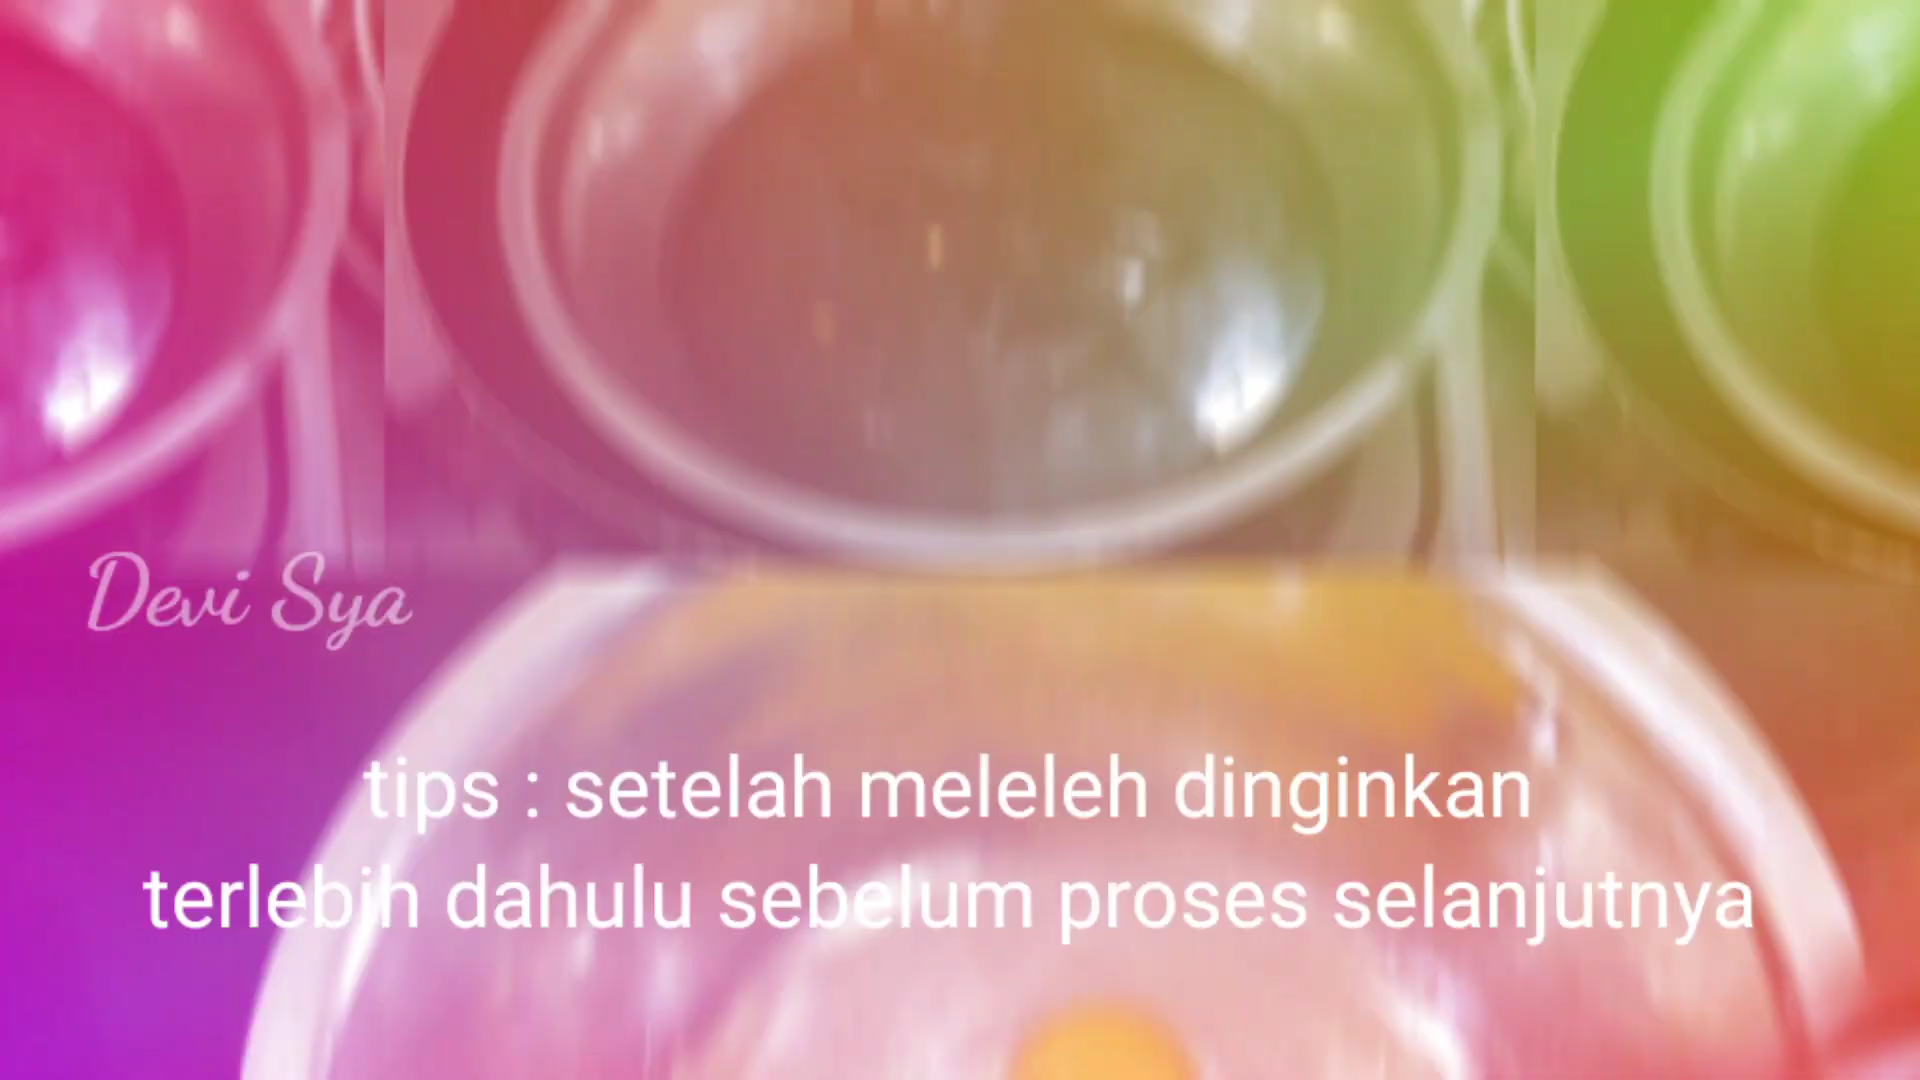 Devi Sya
tips : setelah meleleh dinginkan
terlebih dahulu sebelum proses selanjutnya